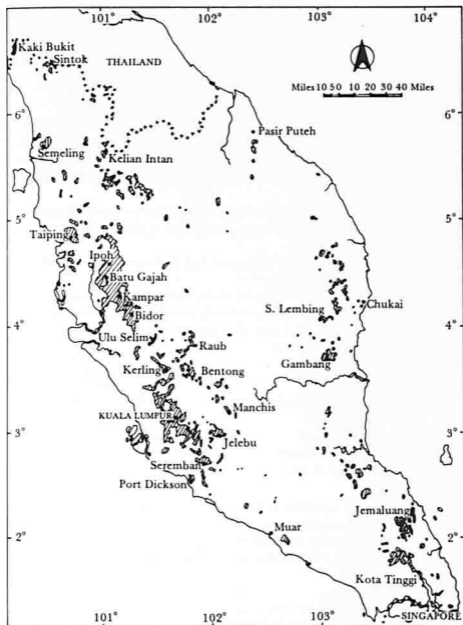 101° 102° 103° 104°
Kaki Bukit
Sintok
THAILAND
Miles 10 5 0 10 20 30 40 Miles
6° 6°
Pasir Puteh
Semeling
Kelian Intan
5° 5°
Taiping
Ipoh
Batu Gajah
Kampar
Bidor
S. Lembing
Chukai
4° 4°
Ulu Selim
Raub
Gambang
Kerling
Bentong
Manchis
KUALA LUMPUR
3° 3°
Jelebu
Seremban
Port Dickson
Jemaluang
2° 2°
Muar
Kota Tinggi
SINGAPORE
101° 102° 103° 104°